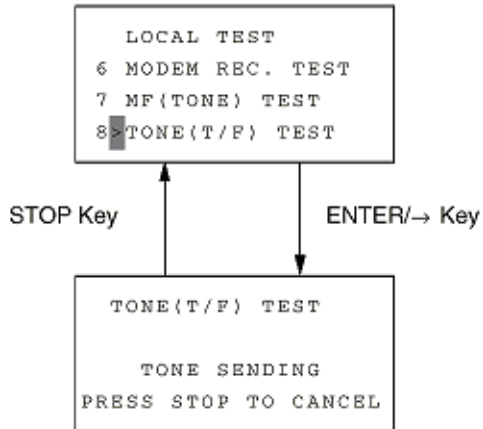 LOCAL TEST
6 MODEM REC. TEST
7 MF(TONE) TEST
8>TONE(T/F) TEST
STOP Key
ENTER/→ Key
TONE(T/F) TEST
TONE SENDING
PRESS STOP TO CANCEL